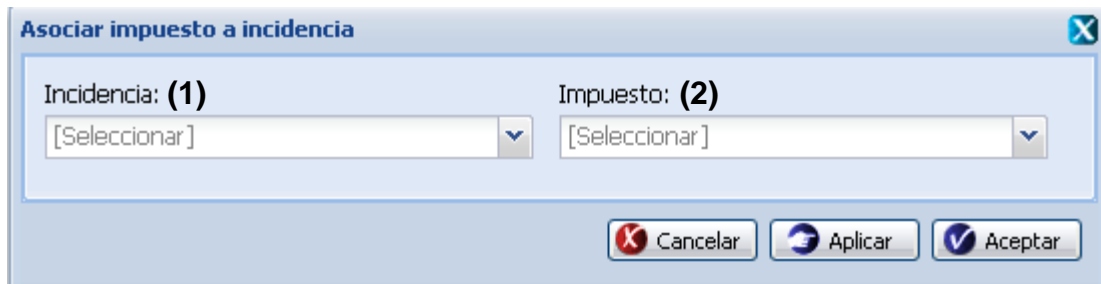 Asociar impuesto a incidencia
Incidencia: (1) Impuesto: (2)
[Seleccionar] [Seleccionar]
Cancelar Aplicar Aceptar